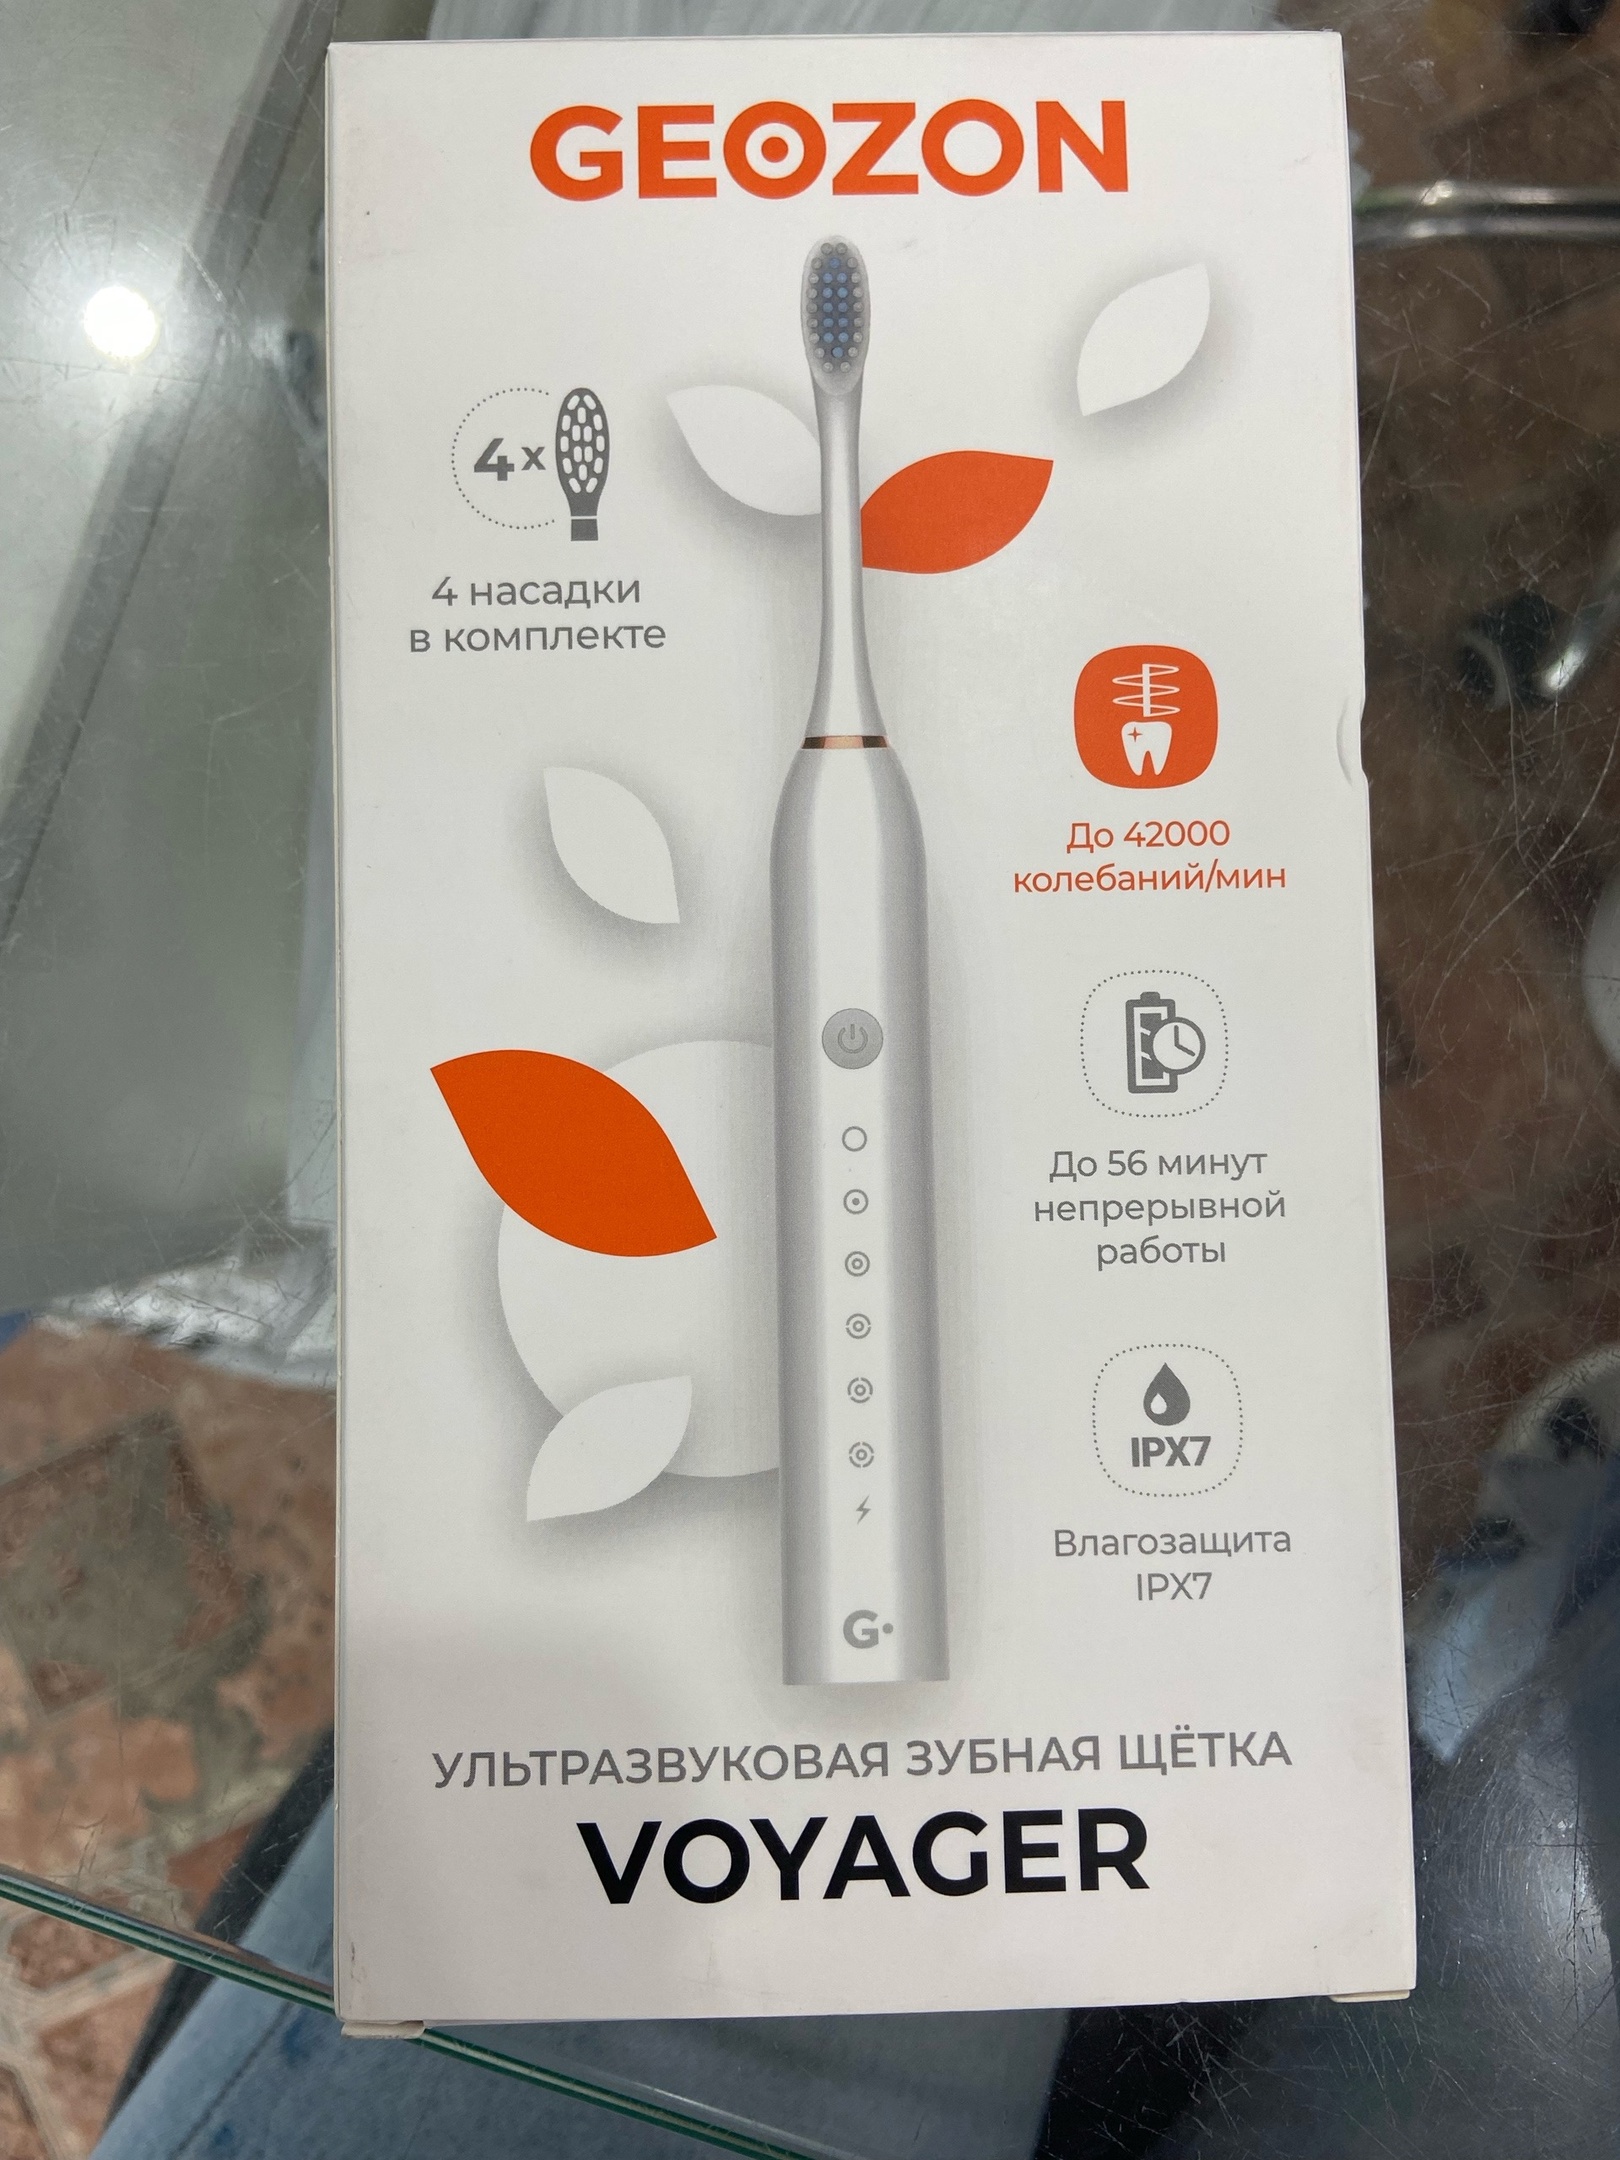 GEOZON
4x
4 насадки
в комплекте
До 42000
колебаний/мин
До 56 минут
непрерывной
работы
IPX7
Влагозащита
IPX7
G
УЛЬТРАЗВУКОВАЯ ЗУБНАЯ ЩЁТКА
VOYAGER